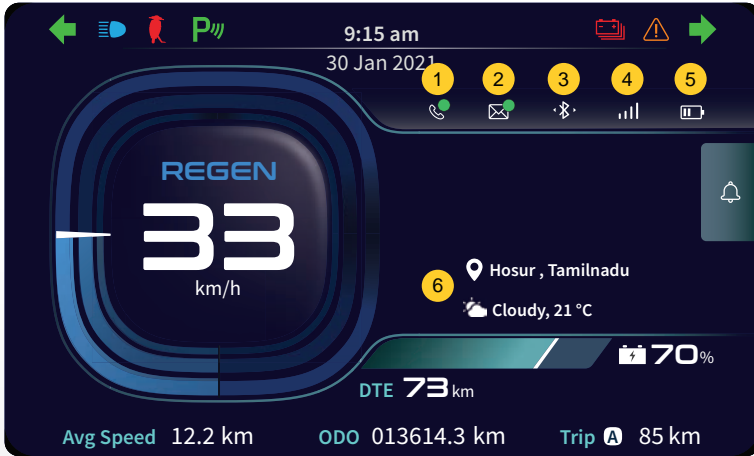 P
9:15 am
30 Jan 2021
1 2 3 4 5
REGEN
33
km/h
Hosur , Tamilnadu
6
Cloudy, 21 °C
70%
DTE 73 km
Avg Speed 12.2 km ODO 013614.3 km Trip A 85 km